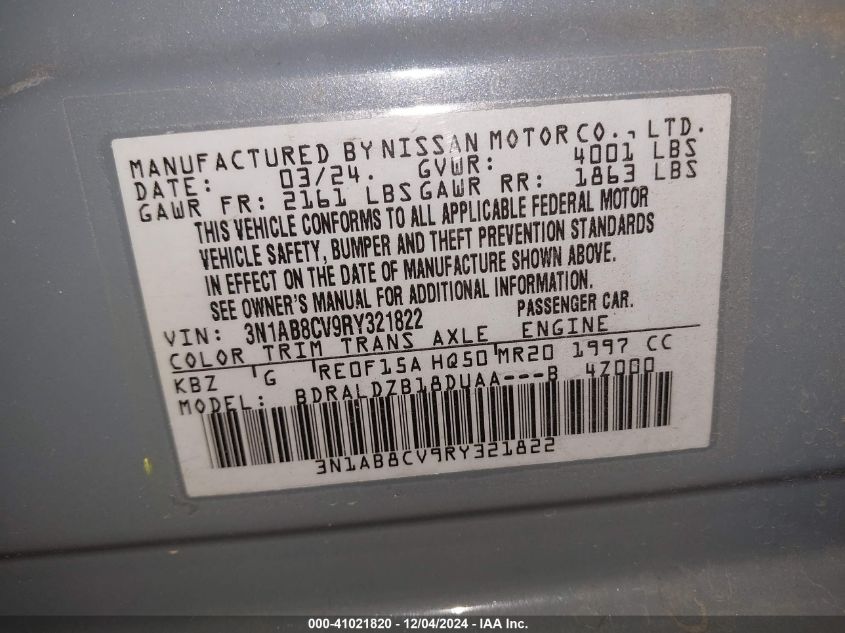 MANUFACTURED BY NISSAN MOTOR CO., LTD.
DATE: 03/24. GVWR: 4001 LBS
GAWR FR: 2161 LBS GAWR RR: 1863 LBS
THIS VEHICLE CONFORMS TO ALL APPLICABLE FEDERAL MOTOR
VEHICLE SAFETY, BUMPER AND THEFT PREVENTION STANDARDS
IN EFFECT ON THE DATE OF MANUFACTURE SHOWN ABOVE.
SEE OWNER'S MANUAL FOR ADDITIONAL INFORMATION.
VIN: 3N1AB8CV9RY321822 PASSENGER CAR.
COLOR TRIM TRANS AXLE ENGINE
KBZ G RE0F15A HQ50 MR20 1997 CC
MODEL: BDRALDZB18DUAA---B 4Z000
3N1AB8CV9RY321822
000-41021820 - 12/04/2024 - IAA Inc.